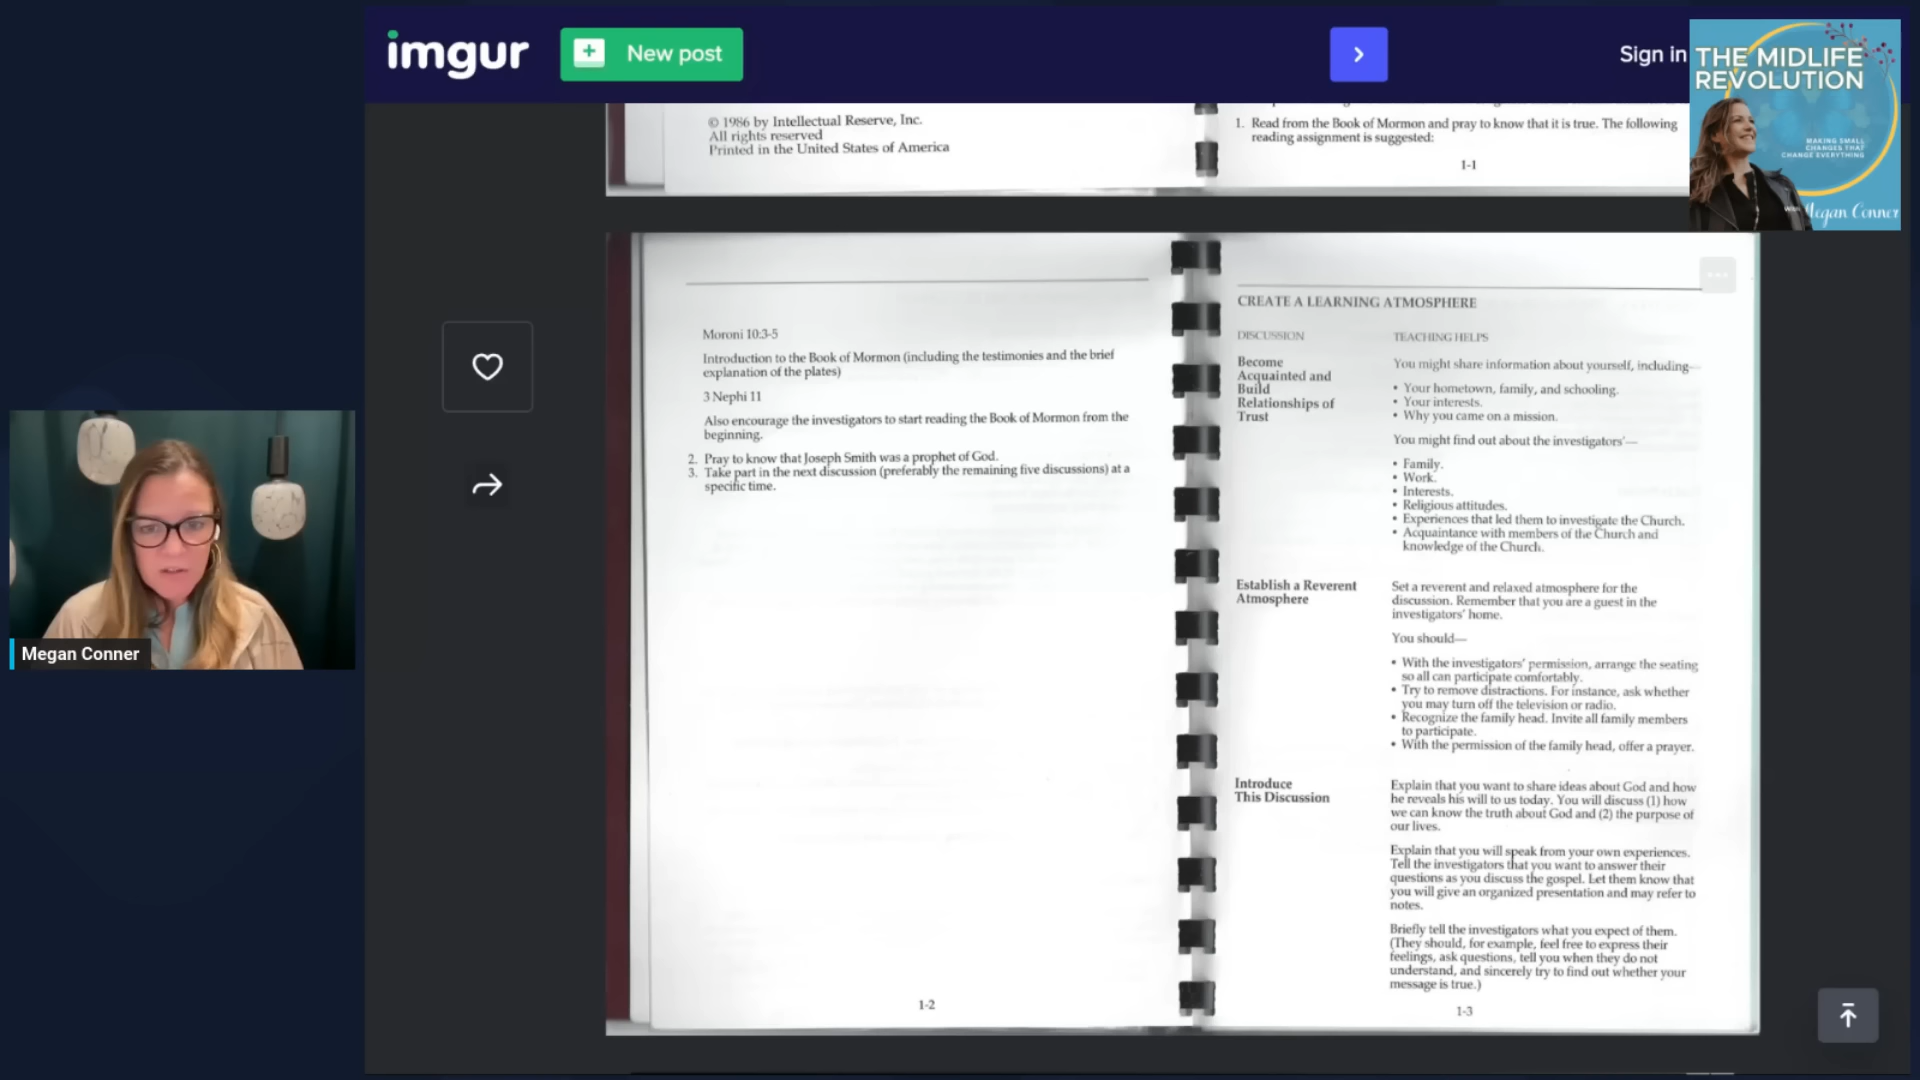 imgur
New post
Sign in
THE MIDLIFE
REVOLUTION
MAKING SMALL
CHANGES THAT
CHANGE EVERYTHING
WITH Megan Conner
© 1986 by Intellectual Reserve, Inc.
All rights reserved
Printed in the United States of America
1. Read from the Book of Mormon and pray to know that it is true. The following
reading assignment is suggested:
1-1
Moroni 10:3-5
Introduction to the Book of Mormon (including the testimonies and the brief
explanation of the plates)
3 Nephi 11
Also encourage the investigators to start reading the Book of Mormon from the
beginning.
2. Pray to know that Joseph Smith was a prophet of God.
3. Take part in the next discussion (preferably the remaining five discussions) at a
specific time.
1-2
CREATE A LEARNING ATMOSPHERE
DISCUSSION
TEACHING HELPS
Become
Acquainted and
Build
Relationships of
Trust
You might share information about yourself, including—
• Your hometown, family, and schooling.
• Your interests.
• Why you came on a mission.
You might find out about the investigators'—
• Family.
• Work.
• Interests.
• Religious attitudes.
• Experiences that led them to investigate the Church.
• Acquaintance with members of the Church and
knowledge of the Church.
Establish a Reverent
Atmosphere
Set a reverent and relaxed atmosphere for the
discussion. Remember that you are a guest in the
investigators' home.
You should—
• With the investigators' permission, arrange the seating
so all can participate comfortably.
• Try to remove distractions. For instance, ask whether
you may turn off the television or radio.
• Recognize the family head. Invite all family members
to participate.
• With the permission of the family head, offer a prayer.
Introduce
This Discussion
Explain that you want to share ideas about God and how
he reveals his will to us today. You will discuss (1) how
we can know the truth about God and (2) the purpose of
our lives.
Explain that you will speak from your own experiences.
Tell the investigators that you want to answer their
questions as you discuss the gospel. Let them know that
you will give an organized presentation and may refer to
notes.
Briefly tell the investigators what you expect of them.
(They should, for example, feel free to express their
feelings, ask questions, tell you when they do not
understand, and sincerely try to find out whether your
message is true.)
1-3
Megan Conner